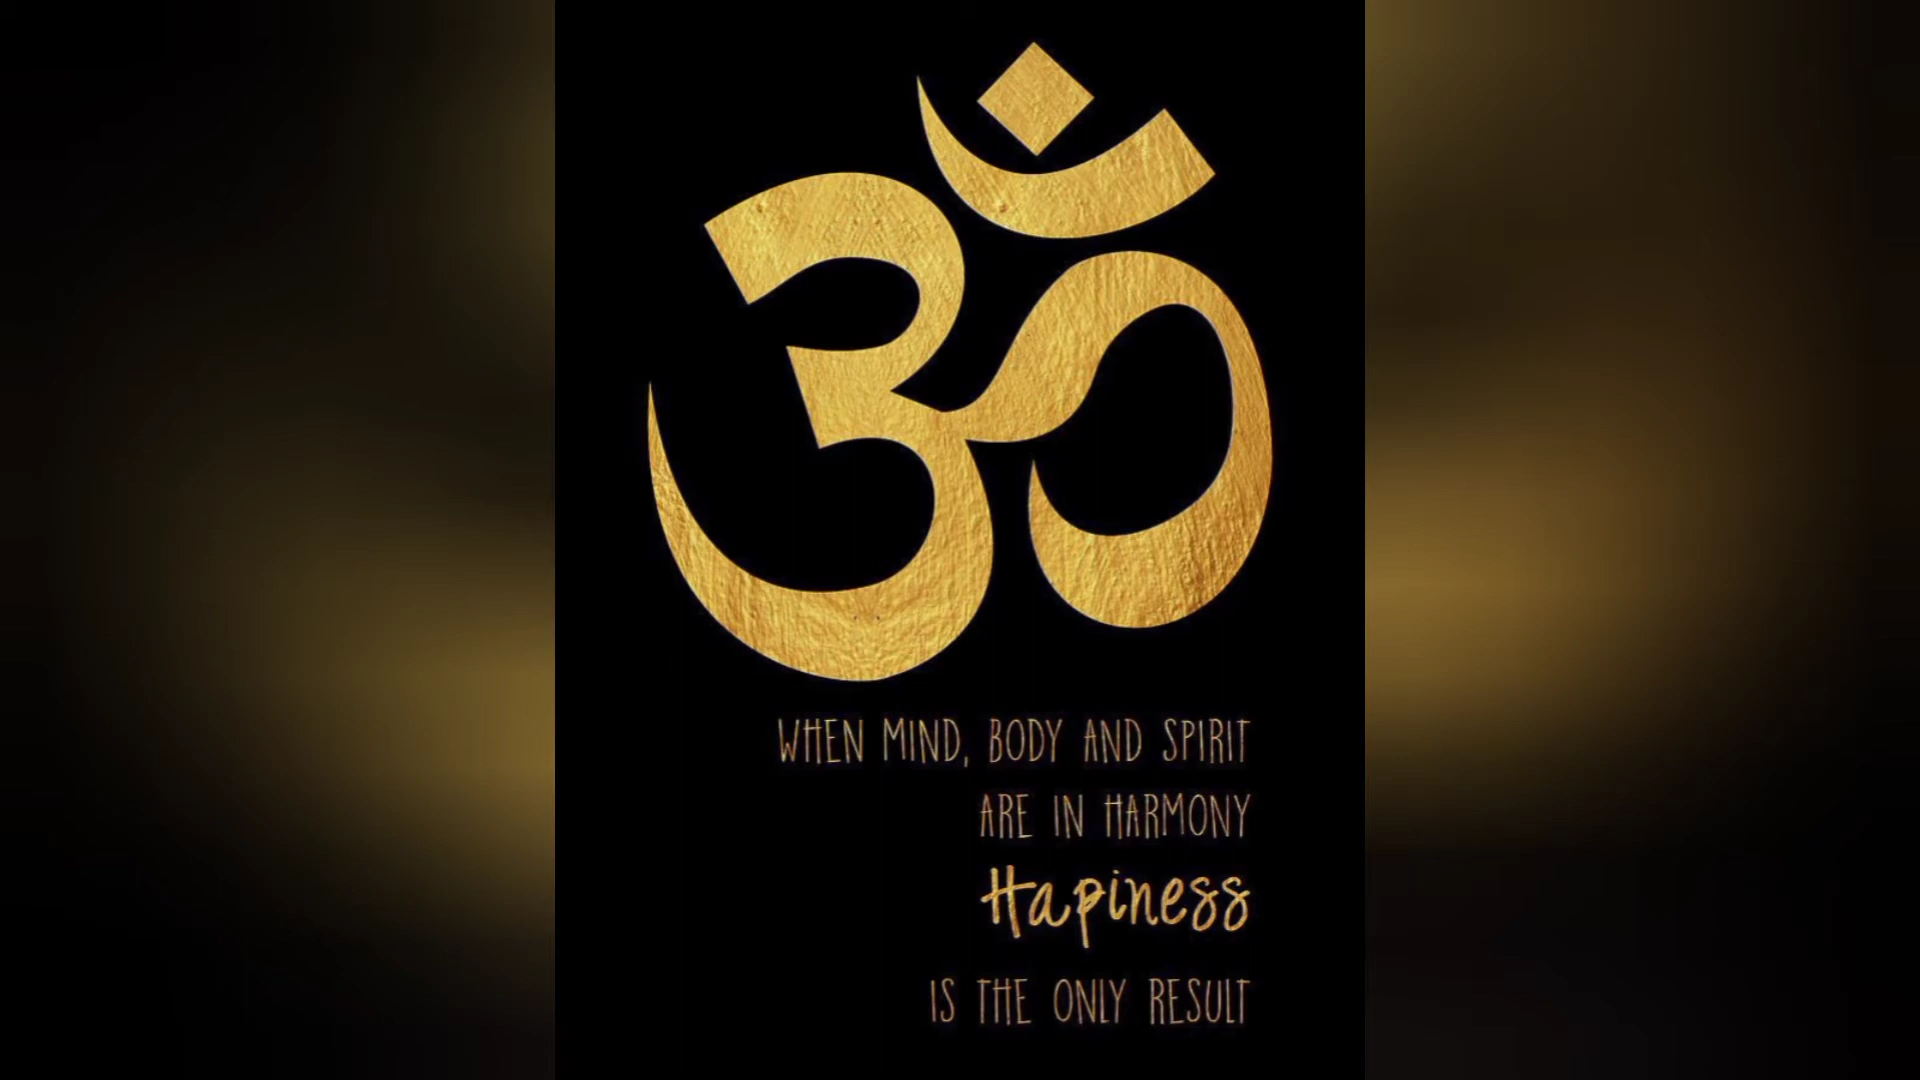 ॐ
WHEN MIND, BODY AND SPIRIT
ARE IN HARMONY
Hapiness
IS THE ONLY RESULT